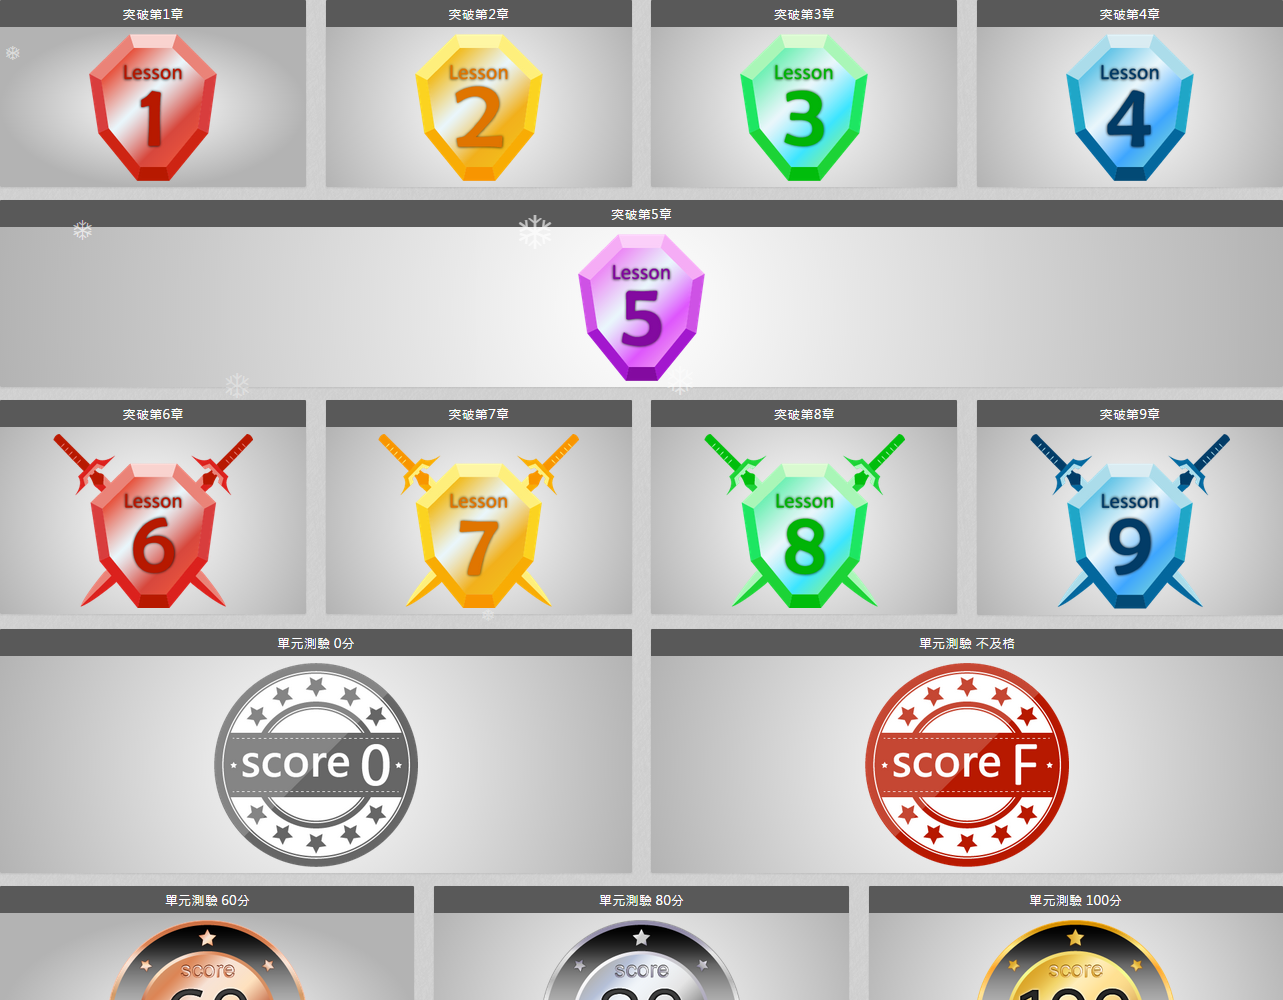 突破第1章
突破第2章
突破第3章
突破第4章
Lesson
1
Lesson
2
Lesson
3
Lesson
4
突破第5章
Lesson
5
突破第6章
突破第7章
突破第8章
突破第9章
Lesson
6
Lesson
7
Lesson
8
Lesson
9
單元測驗 0分
單元測驗 不及格
score 0
score F
單元測驗 60分
單元測驗 80分
單元測驗 100分
score
60
score
80
score
100